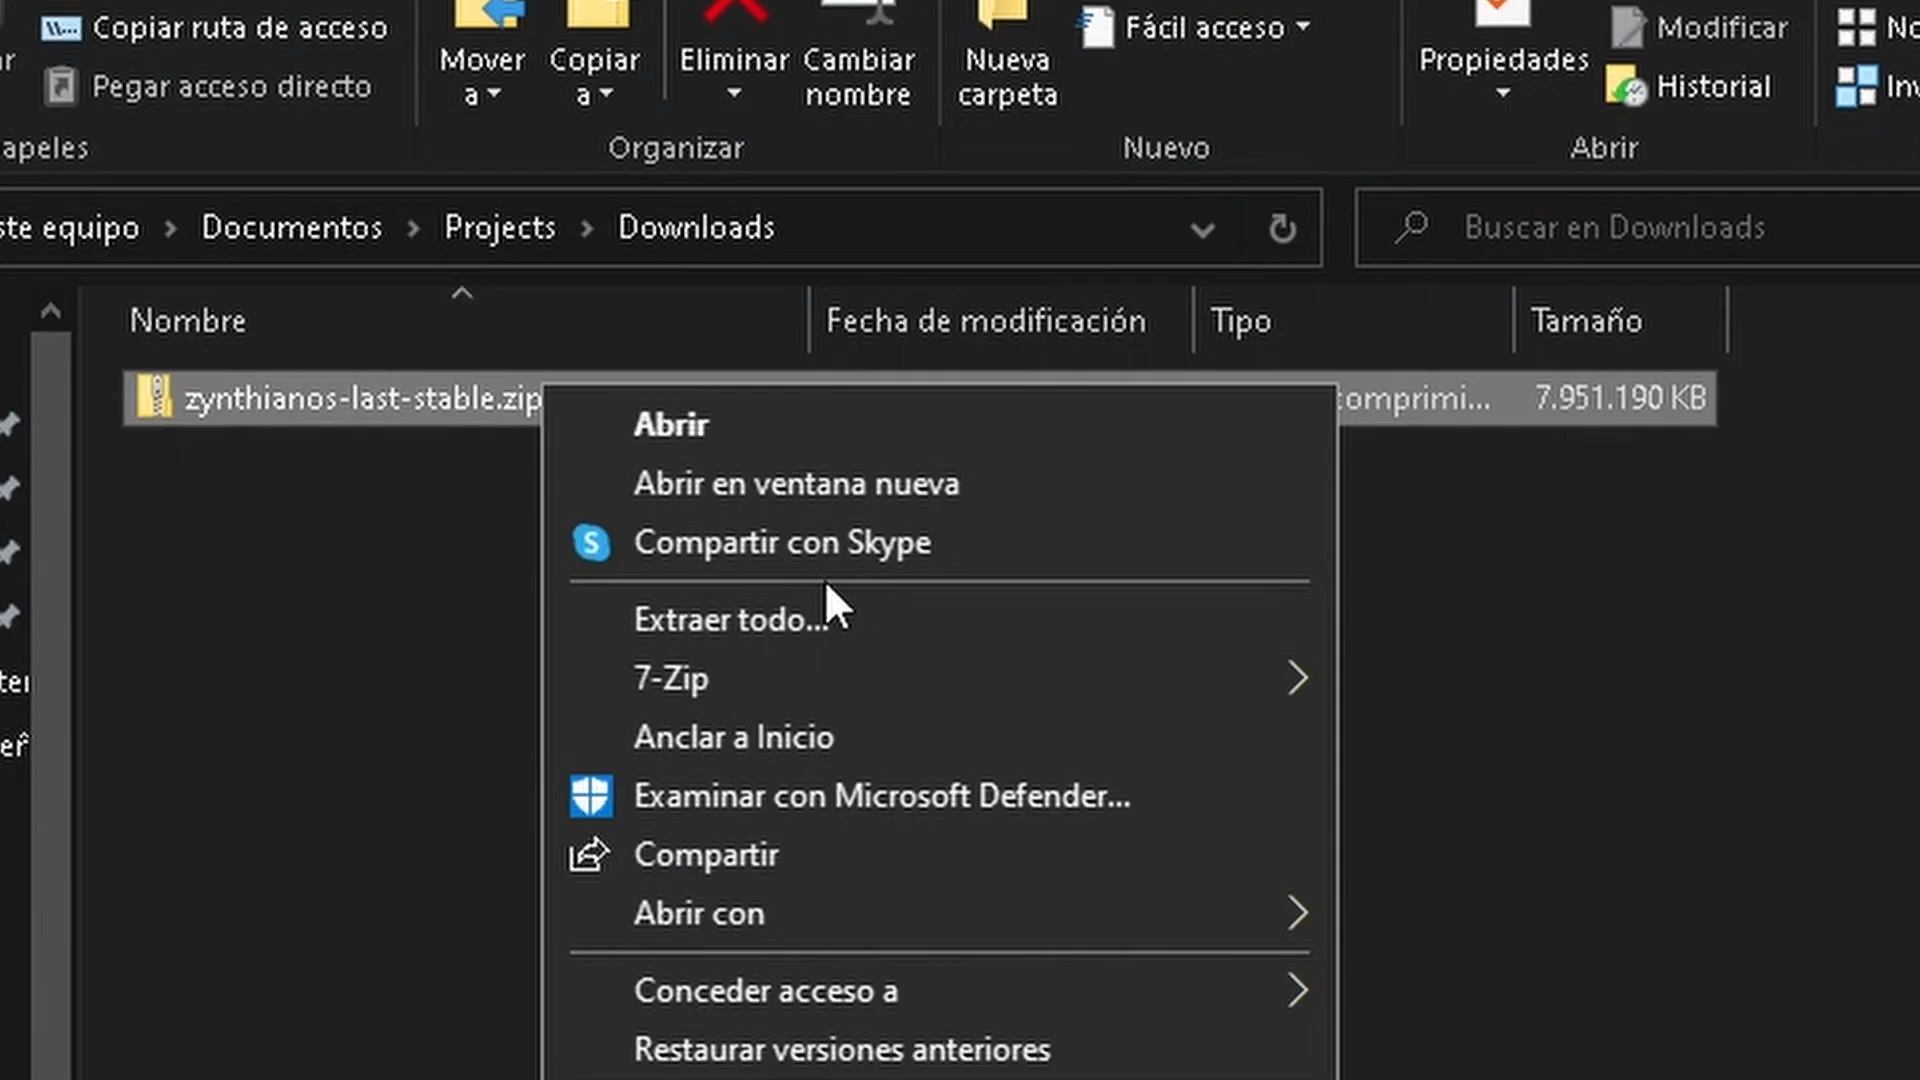 Copiar ruta de acceso
Pegar acceso directo
Mover a
Copiar a
Eliminar
Cambiar nombre
Nueva carpeta
Fácil acceso
Propiedades
Modificar
Historial
Organizar
Nuevo
Abrir
ste equipo > Documentos > Projects > Downloads
Buscar en Downloads
Nombre
Fecha de modificación
Tipo
Tamaño
zynthianos-last-stable.zip
comprimi...
7.951.190 KB
Abrir
Abrir en ventana nueva
Compartir con Skype
Extraer todo...
7-Zip
Anclar a Inicio
Examinar con Microsoft Defender...
Compartir
Abrir con
Conceder acceso a
Restaurar versiones anteriores